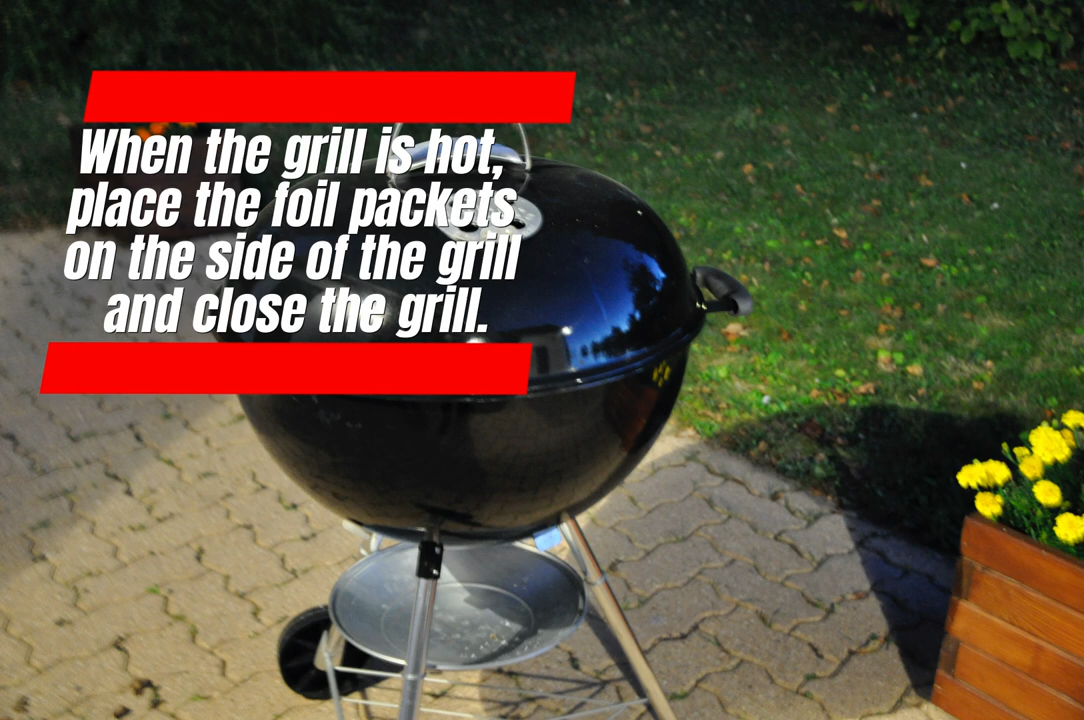 When the grill is hot,
place the foil packets
on the side of the grill
and close the grill.